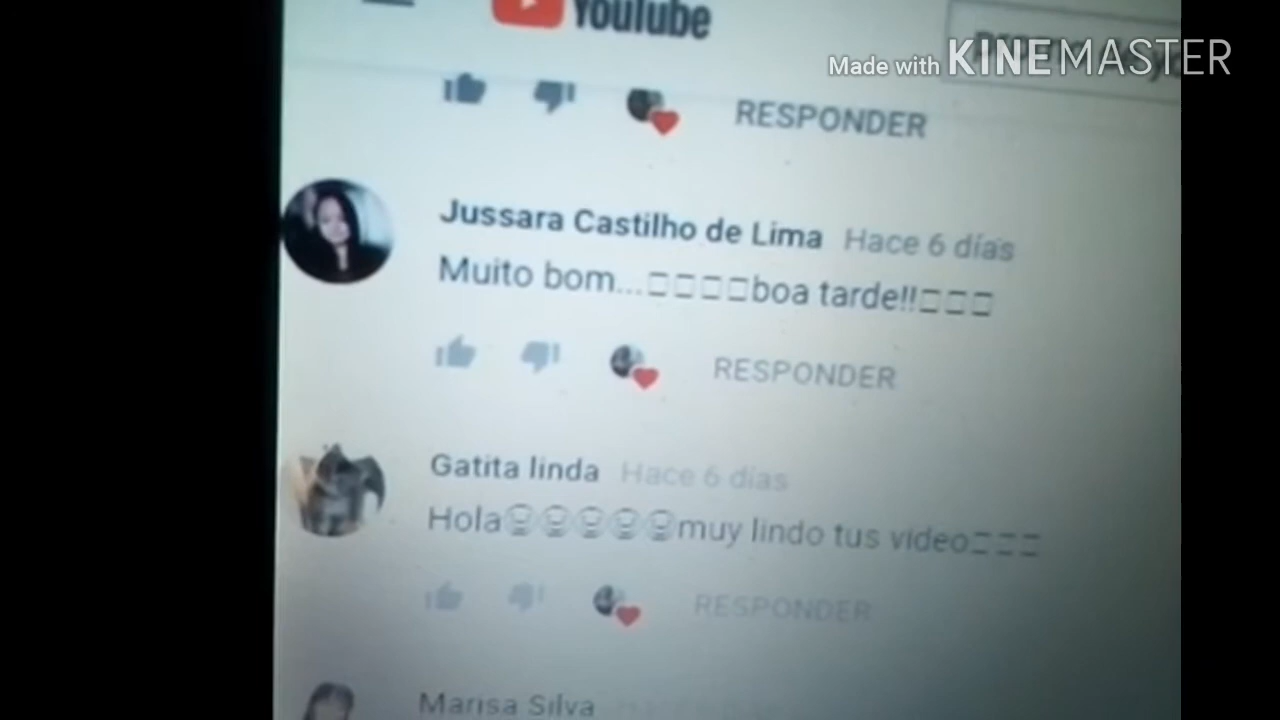 YouTube
Made with KINEMASTER
RESPONDER
Jussara Castilho de Lima Hace 6 días
Muito bom...□□□□boa tarde!!□□□
RESPONDER
Gatita linda Hace 6 días
Hola muy lindo tus video□□□
RESPONDER
Marisa Silva